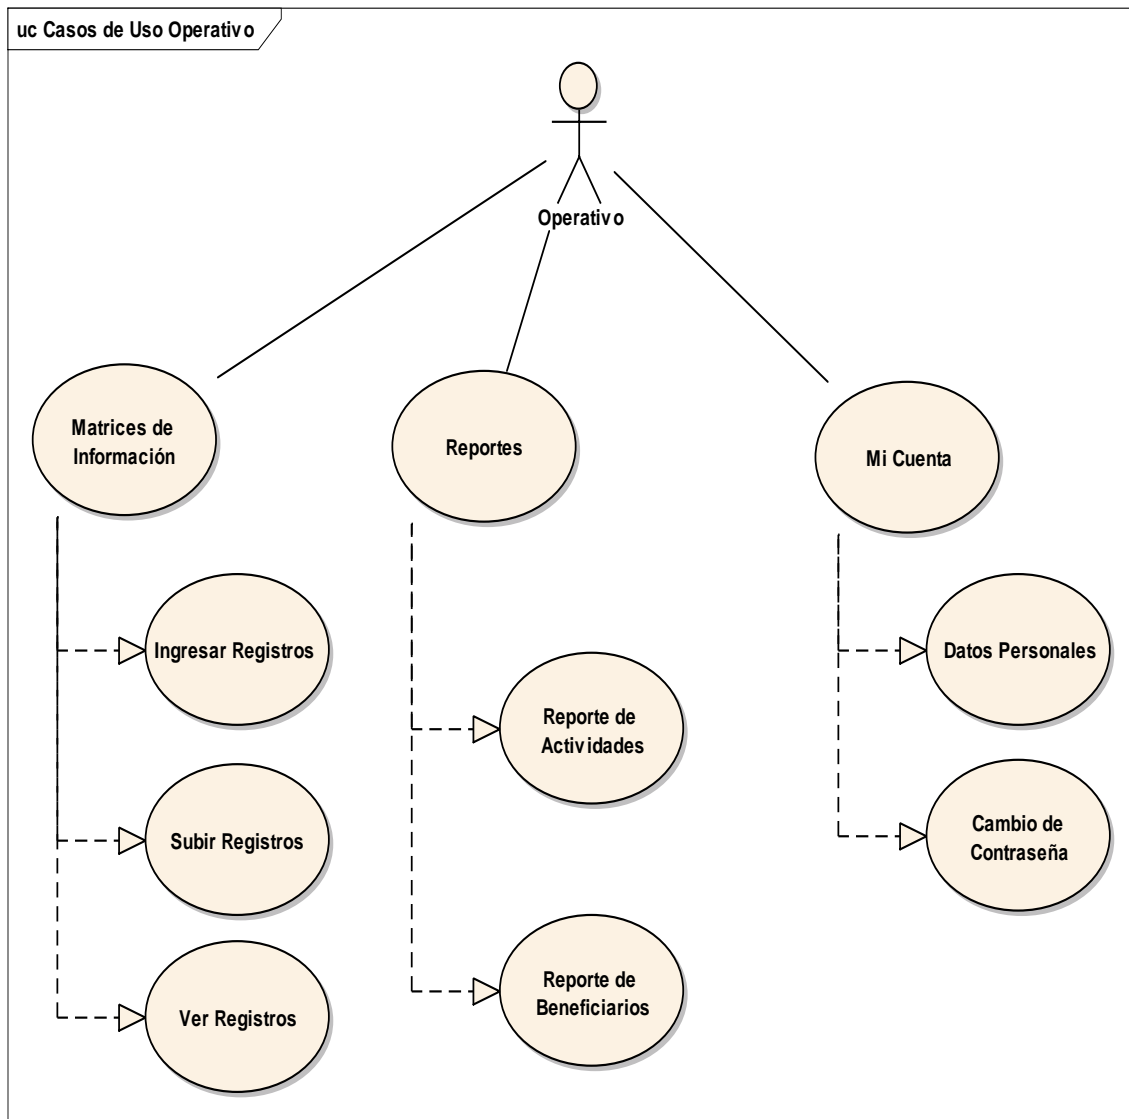 uc Casos de Uso Operativo
Operativo
Matrices de
Información
Reportes
Mi Cuenta
Ingresar Registros
Datos Personales
Reporte de
Actividades
Subir Registros
Cambio de
Contraseña
Reporte de
Beneficiarios
Ver Registros